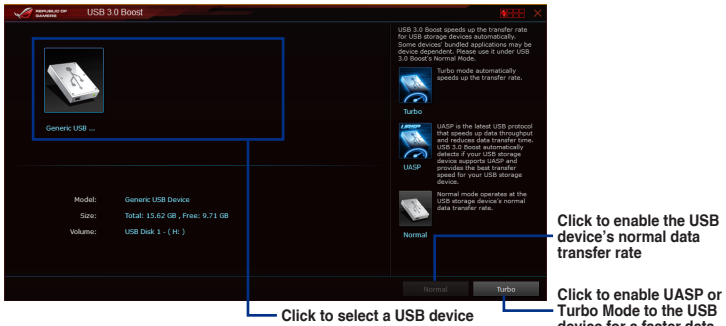 REPUBLIC OF
GAMERS
USB 3.0 Boost
USB 3.0 Boost speeds up the transfer rate
for USB storage devices automatically.
Some devices' bundled applications may be
device dependent. Please use it under USB
3.0 Boost's Normal Mode.
Turbo mode automatically
speeds up the transfer rate.
Turbo
Generic USB ...
UASP is the latest USB protocol
that speeds up data throughput
and reduces data transfer time.
USB 3.0 Boost automatically
detects if your USB storage
device supports UASP and
provides the best transfer
speed for your USB storage
device.
UASP
Normal mode operates at the
USB storage device's normal
data transfer rate.
Normal
Model: Generic USB Device
Size: Total: 15.62 GB , Free: 9.71 GB
Volume: USB Disk 1 - ( H: )
Normal
Turbo
Click to enable the USB
device's normal data
transfer rate
Click to select a USB device
Click to enable UASP or
Turbo Mode to the USB
device for a faster data